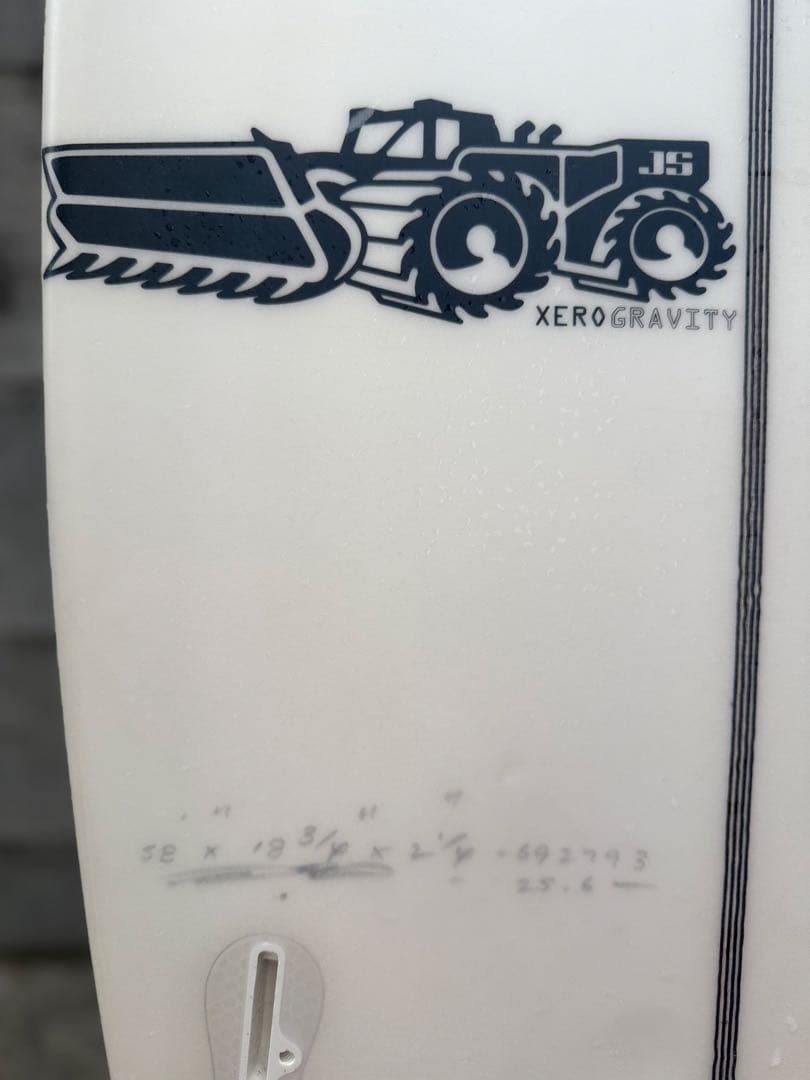 JS
XEROGRAVITY
5'8" x 18 3/4" x 2 1/4" - 692793
25.6